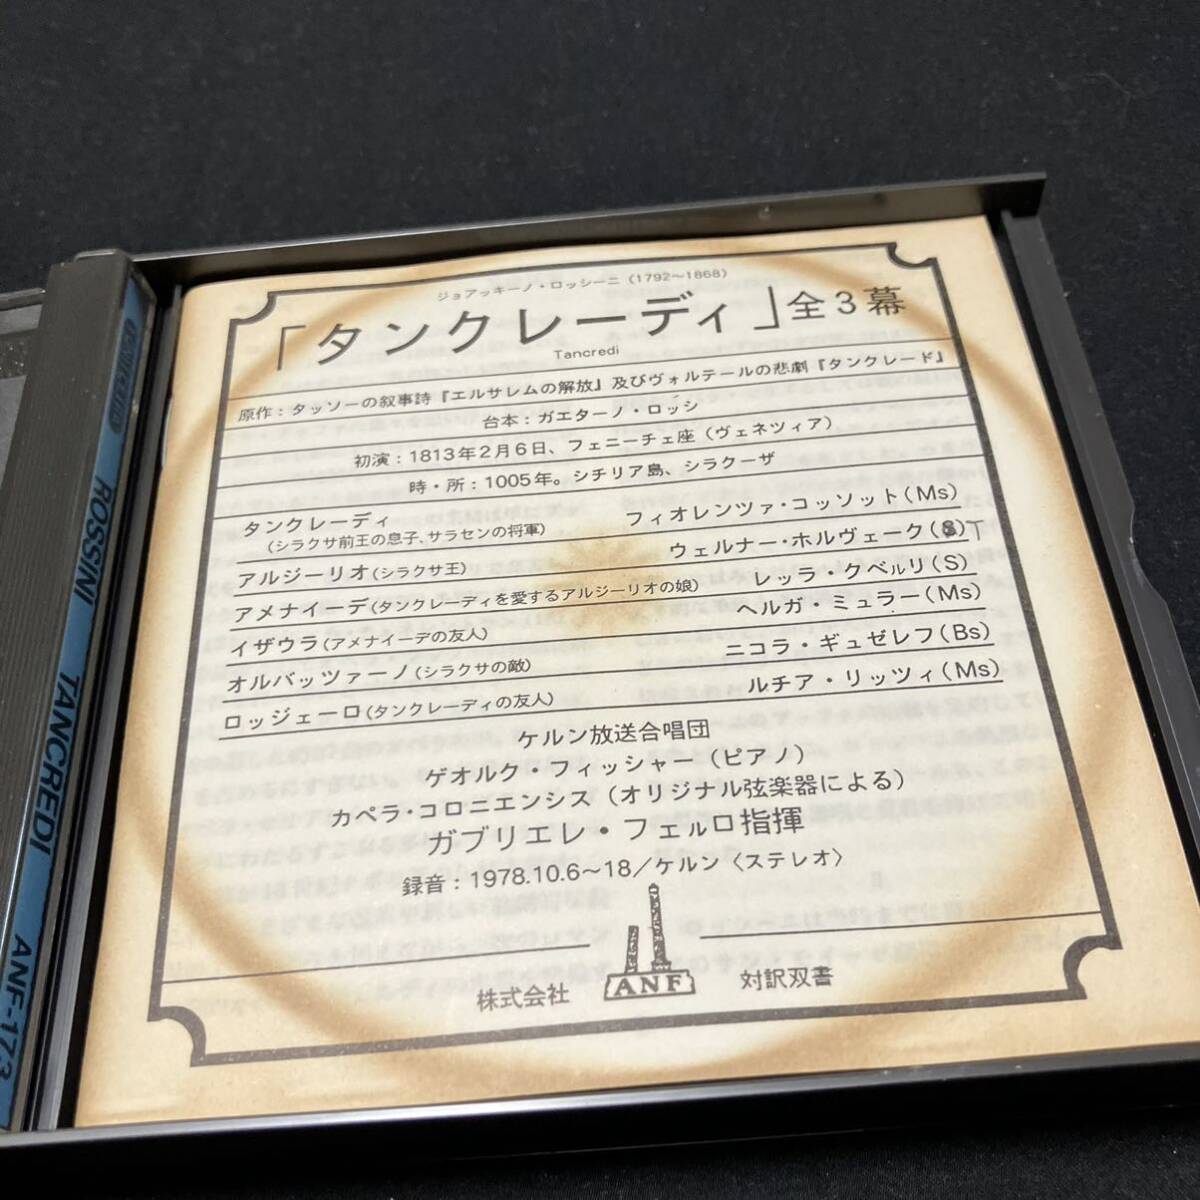 ジョアッキーノ・ロッシーニ(1792〜1868)
「タンクレーディ」全3幕
Tancredi
原作:タッソーの叙事詩『エルサレムの解放』及びヴォルテールの悲劇『タンクレード』
台本:ガエターノ・ロッシ
初演:1813年2月6日、フェニーチェ座(ヴェネツィア)
時・所:1005年。シチリア島、シラクーザ
タンクレーディ フィオレンツァ・コッソット(Ms)
(シラクサ前王の息子、サラセンの将軍)
アルジーリオ(シラクサ王) ウェルナー・ホルヴェーク(S)T
アメナイーデ(タンクレーディを愛するアルジーリオの娘) レッラ・クベルリ(S)
イザウラ(アメナイーデの友人) ヘルガ・ミュラー(Ms)
オルバッツァーノ(シラクサの敵) ニコラ・ギュゼレフ(Bs)
ロッジェーロ(タンクレーディの友人) ルチア・リッツィ(Ms)
ケルン放送合唱団
ゲオルク・フィッシャー(ピアノ)
カペラ・コロニエンシス(オリジナル弦楽器による)
ガブリエレ・フェルロ指揮
録音:1978.10.6〜18/ケルン〈ステレオ〉
株式会社 ANF 対訳双書
ROSSINI TANCREDI ANF-173